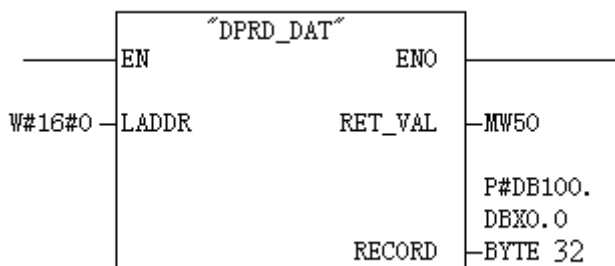 "DPRD_DAT"
EN ENO
W#16#0 LADDR RET_VAL MW50
P#DB100.
DBX0.0
RECORD BYTE 32